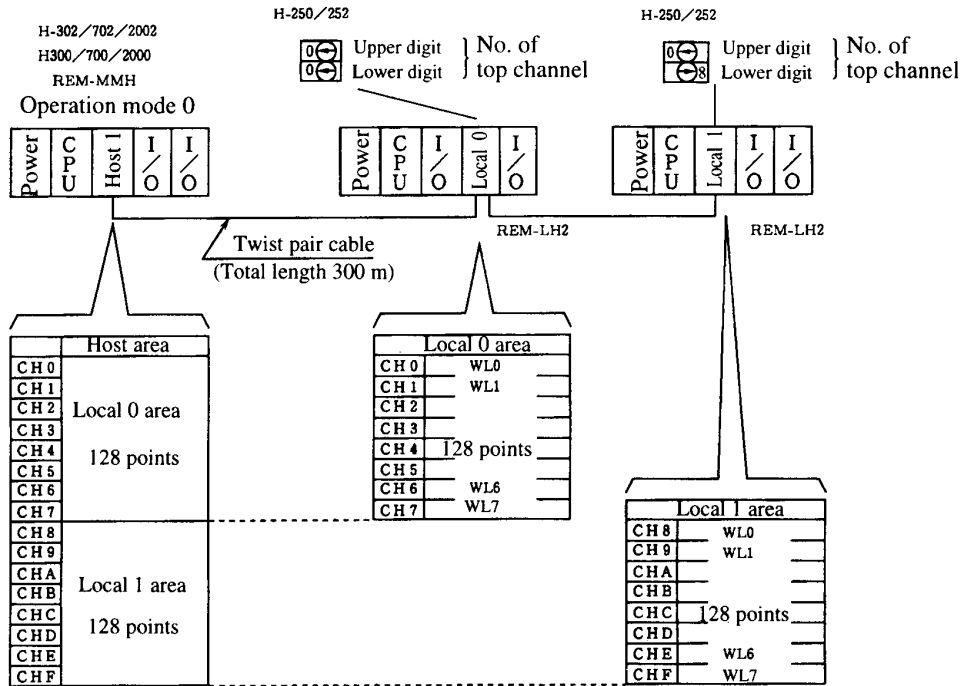 H-302/702/2002
H300/700/2000
REM-MMH
Operation mode 0
H-250/252
0 Upper digit
0 Lower digit
No. of
top channel
H-250/252
0 Upper digit
8 Lower digit
No. of
top channel
Power CPU Host 1 I/O I/O
Power CPU I/O Local 0 I/O
Power CPU Local 1 I/O I/O
REM-LH2
REM-LH2
Twist pair cable
(Total length 300 m)
Host area
CH0
CH1
CH2 Local 0 area
CH3
CH4 128 points
CH5
CH6
CH7
CH8
CH9
CHA Local 1 area
CHB
CHC 128 points
CHD
CHE
CHF
Local 0 area
CH0 WL0
CH1 WL1
CH2
CH3
CH4 128 points
CH5
CH6 WL6
CH7 WL7
Local 1 area
CH8 WL0
CH9 WL1
CHA
CHB
CHC 128 points
CHD
CHE WL6
CHF WL7